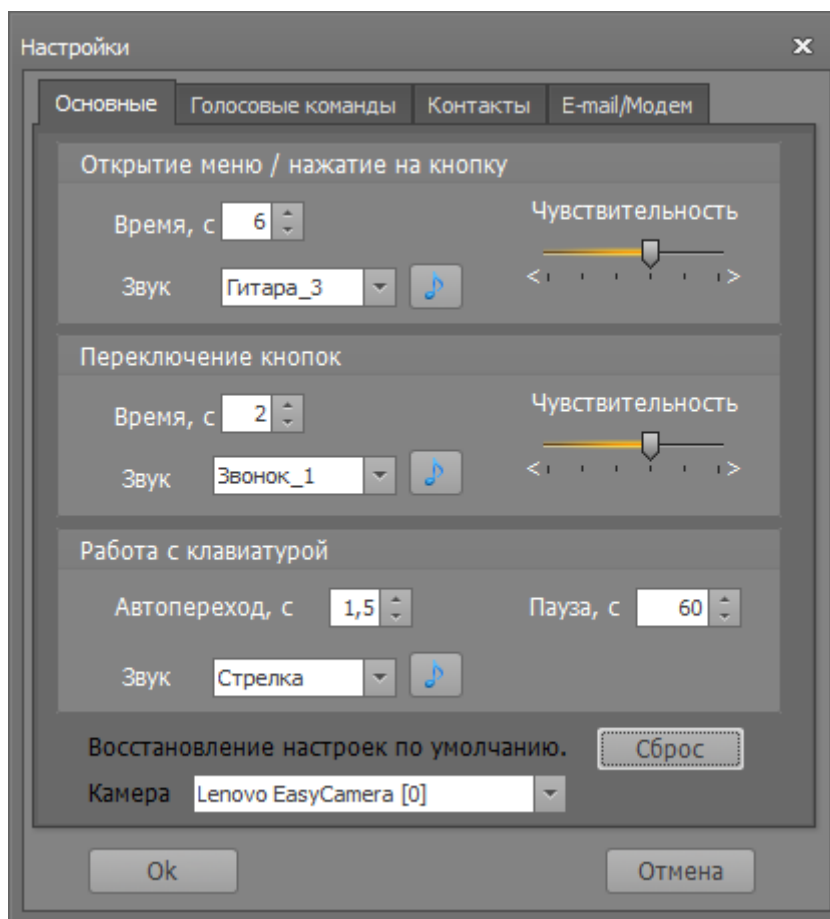 Настройки
Основные Голосовые команды Контакты E-mail/Модем
Открытие меню / нажатие на кнопку
Время, с 6 Чувствительность
Звук Гитара_3 < >
Переключение кнопок
Время, с 2 Чувствительность
Звук Звонок_1 < >
Работа с клавиатурой
Автопереход, с 1,5 Пауза, с 60
Звук Стрелка
Восстановление настроек по умолчанию. Сброс
Камера Lenovo EasyCamera [0]
Ok Отмена